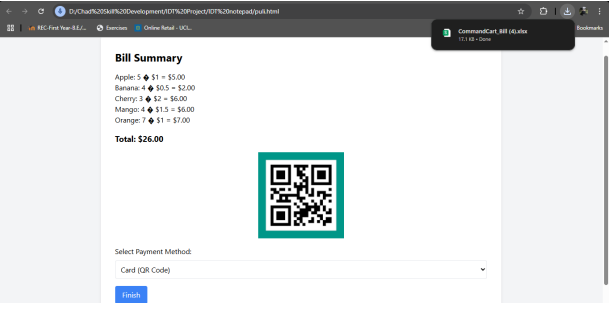 D:/Chad%20Skill%20Development/IDT%20Project/IDT%20notepad/puli.html
REC-First Year-B.E./... Exercises Online Retail - UCI... Bookmarks
CommandCart_Bill (4).xlsx
17.1 KB • Done
Bill Summary
Apple: 5 � $1 = $5.00
Banana: 4 � $0.5 = $2.00
Cherry: 3 � $2 = $6.00
Mango: 4 � $1.5 = $6.00
Orange: 7 � $1 = $7.00
Total: $26.00
Select Payment Method:
Card (QR Code)
Finish